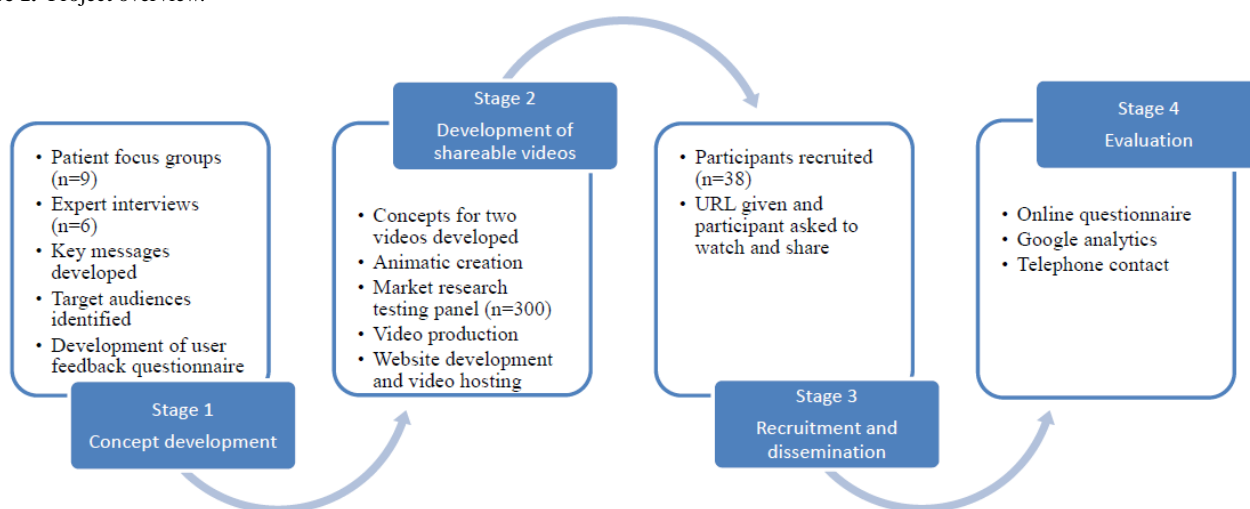 Project overview.
• Patient focus groups
(n=9)
• Expert interviews
(n=6)
• Key messages
developed
• Target audiences
identified
• Development of user
feedback questionnaire
Stage 1
Concept development
Stage 2
Development of
shareable videos
• Concepts for two
videos developed
• Animatic creation
• Market research
testing panel (n=300)
• Video production
• Website development
and video hosting
• Participants recruited
(n=38)
• URL given and
participant asked to
watch and share
Stage 3
Recruitment and
dissemination
Stage 4
Evaluation
• Online questionnaire
• Google analytics
• Telephone contact